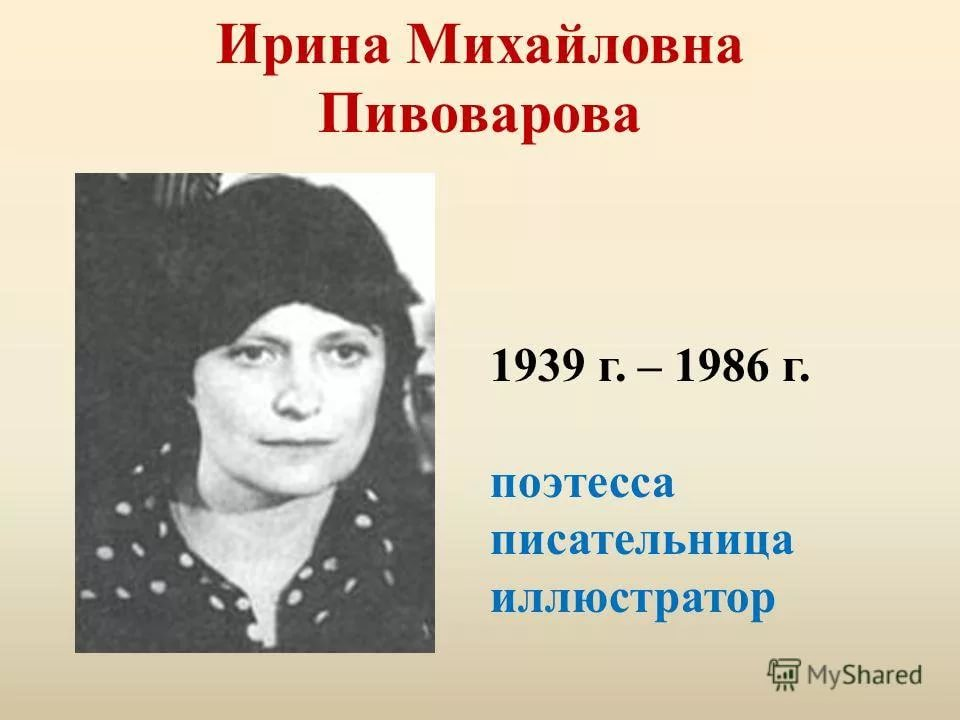 Ирина Михайловна
Пивоварова
1939 г. – 1986 г.
поэтесса
писательница
иллюстратор
MyShared